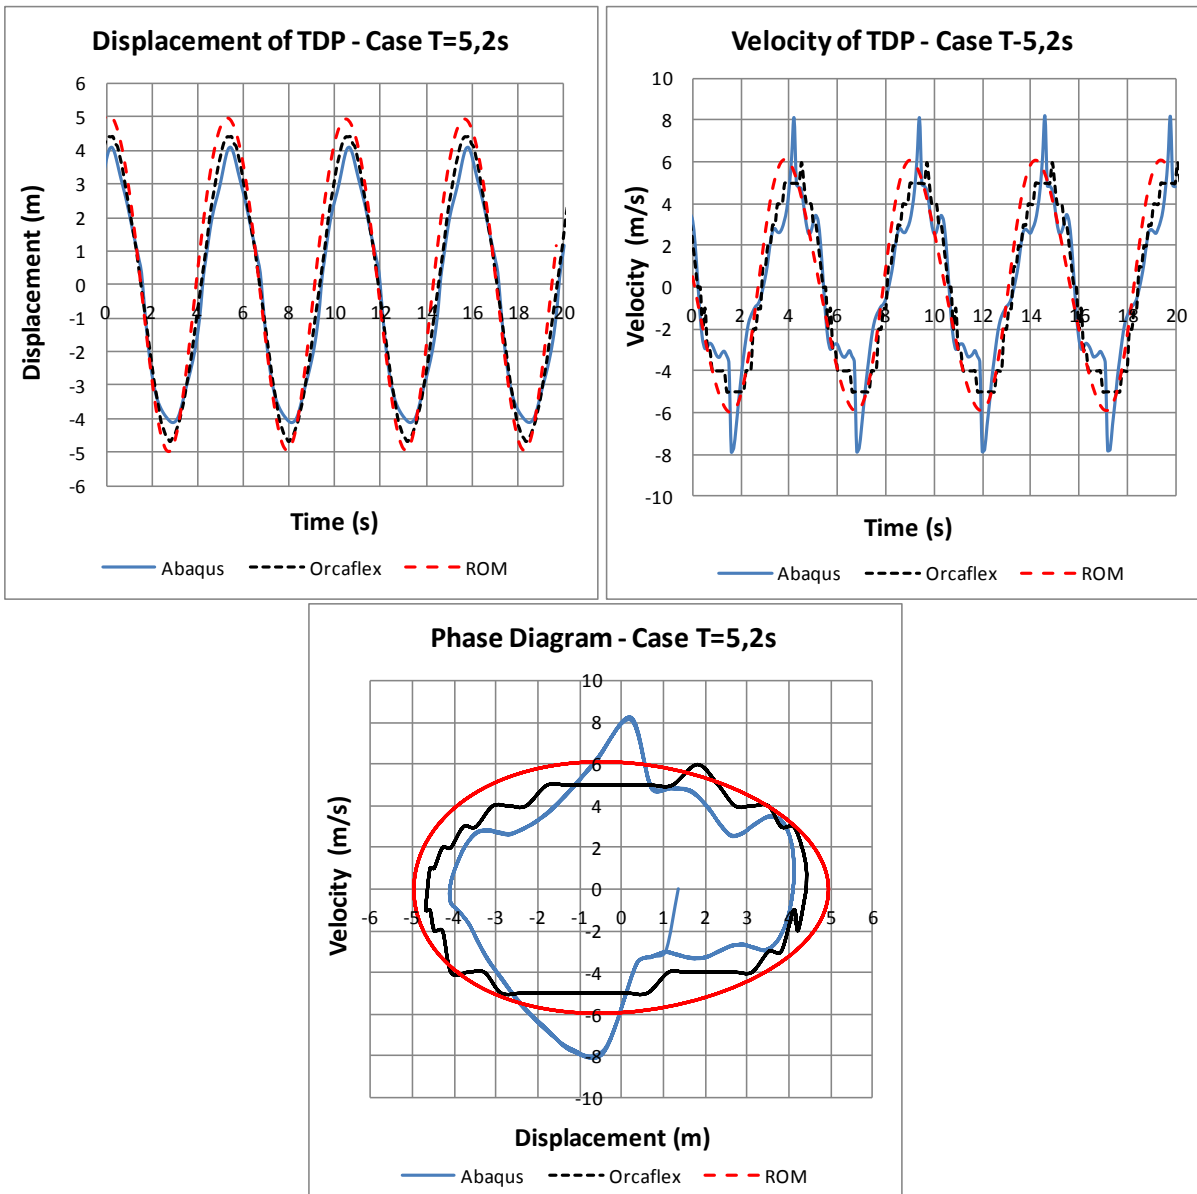 Displacement of TDP - Case T=5,2s
6
5
4
3
2
1
0
-1
-2
-3
-4
-5
-6
0 2 4 6 8 10 12 14 16 18 20
Displacement (m)
Time (s)
Abaqus Orcaflex ROM
Velocity of TDP - Case T-5,2s
10
8
6
4
2
0
-2
-4
-6
-8
-10
0 2 4 6 8 10 12 14 16 18 20
Velocity (m/s)
Time (s)
Abaqus Orcaflex ROM
Phase Diagram - Case T=5,2s
10
8
6
4
2
0
-2
-4
-6
-8
-10
-6 -5 -4 -3 -2 -1 0 1 2 3 4 5 6
Velocity (m/s)
Displacement (m)
Abaqus Orcaflex ROM